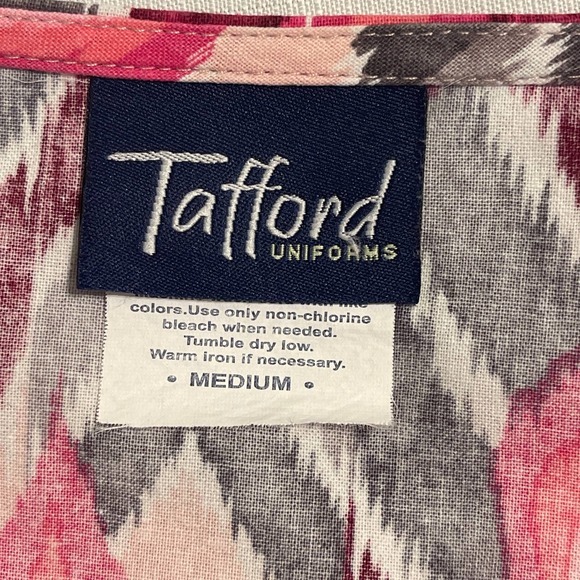 Tafford
UNIFORMS
colors.Use only non-chlorine
bleach when needed.
Tumble dry low.
Warm iron if necessary.
• MEDIUM •